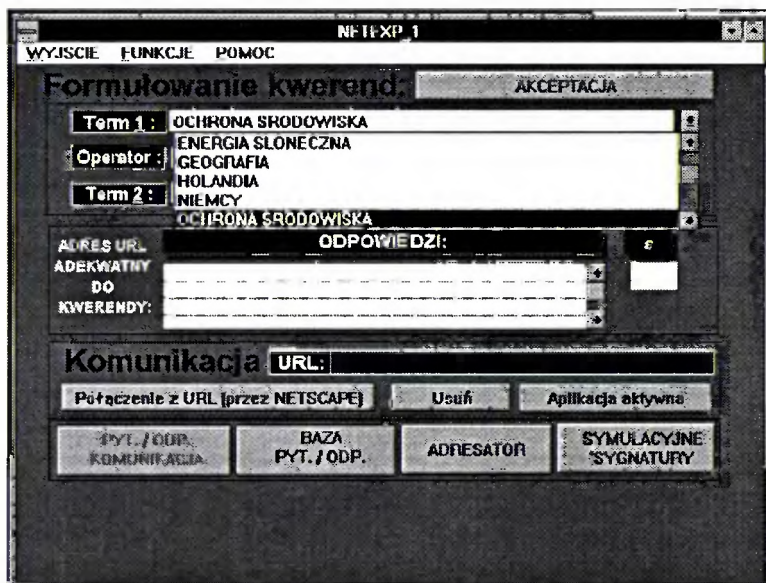 NETEXP_1
WYJSCIE FUNKCJE POMOC
Formułowanie kwerend: AKCEPTACJA
Term 1 : OCHRONA SRODOWISKA
Operator : ENERGIA SLONECZNA
GEOGRAFIA
HOLANDIA
Term 2 : NIEMCY
OCHRONA SRODOWISKA
ADRES URL ODPOWIEDZI: ε
ADEKWATNY
DO
KWERENDY:
Komunikacja URL:
Połączenie z URL (przez NETSCAPE) Usuń Aplikacja aktywna
PYT. / ODP. BAZA ADRESATOR SYMULACYJNE
KOMUNIKACJA PYT. / ODP. SYGNATURY